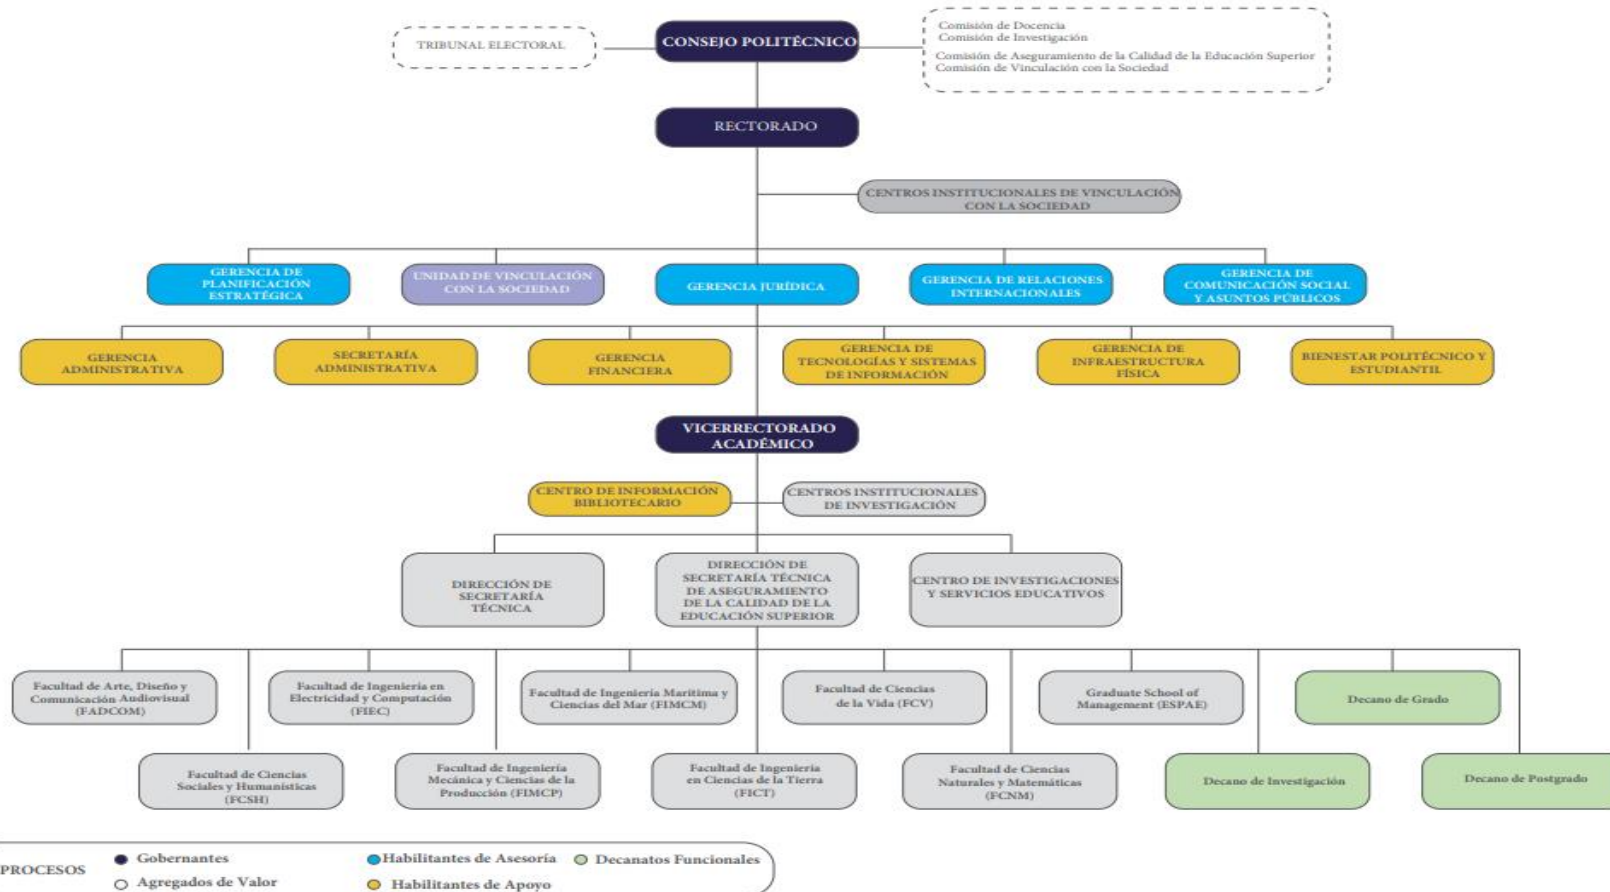 TRIBUNAL ELECTORAL
CONSEJO POLITÉCNICO
Comisión de Docencia
Comisión de Investigación
Comisión de Aseguramiento de la Calidad de la Educación Superior
Comisión de Vinculación con la Sociedad
RECTORADO
CENTROS INSTITUCIONALES DE VINCULACIÓN
CON LA SOCIEDAD
GERENCIA DE
PLANIFICACIÓN
ESTRATÉGICA
UNIDAD DE VINCULACIÓN
CON LA SOCIEDAD
GERENCIA JURÍDICA
GERENCIA DE RELACIONES
INTERNACIONALES
GERENCIA DE
COMUNICACIÓN SOCIAL
Y ASUNTOS PÚBLICOS
GERENCIA
ADMINISTRATIVA
SECRETARÍA
ADMINISTRATIVA
GERENCIA
FINANCIERA
GERENCIA DE
TECNOLOGÍAS Y SISTEMAS
DE INFORMACIÓN
GERENCIA DE
INFRAESTRUCTURA
FÍSICA
BIENESTAR POLITÉCNICO Y
ESTUDIANTIL
VICERRECTORADO
ACADÉMICO
CENTRO DE INFORMACIÓN
BIBLIOTECARIO
CENTROS INSTITUCIONALES
DE INVESTIGACIÓN
DIRECCIÓN DE
SECRETARÍA
TÉCNICA
DIRECCIÓN DE
SECRETARÍA TÉCNICA
DE ASEGURAMIENTO
DE LA CALIDAD DE LA
EDUCACIÓN SUPERIOR
CENTRO DE INVESTIGACIONES
Y SERVICIOS EDUCATIVOS
Facultad de Arte, Diseño y
Comunicación Audiovisual
(FADCOM)
Facultad de Ingeniería en
Electricidad y Computación
(FIEC)
Facultad de Ingeniería Marítima y
Ciencias del Mar (FIMCM)
Facultad de Ciencias
de la Vida (FCV)
Graduate School of
Management (ESPAE)
Decano de Grado
Facultad de Ciencias
Sociales y Humanísticas
(FCSH)
Facultad de Ingeniería
Mecánica y Ciencias de la
Producción (FIMCP)
Facultad de Ingeniería
en Ciencias de la Tierra
(FICT)
Facultad de Ciencias
Naturales y Matemáticas
(FCNM)
Decano de Investigación
Decano de Postgrado
PROCESOS
Gobernantes
Habilitantes de Asesoría
Decanatos Funcionales
Agregados de Valor
Habilitantes de Apoyo